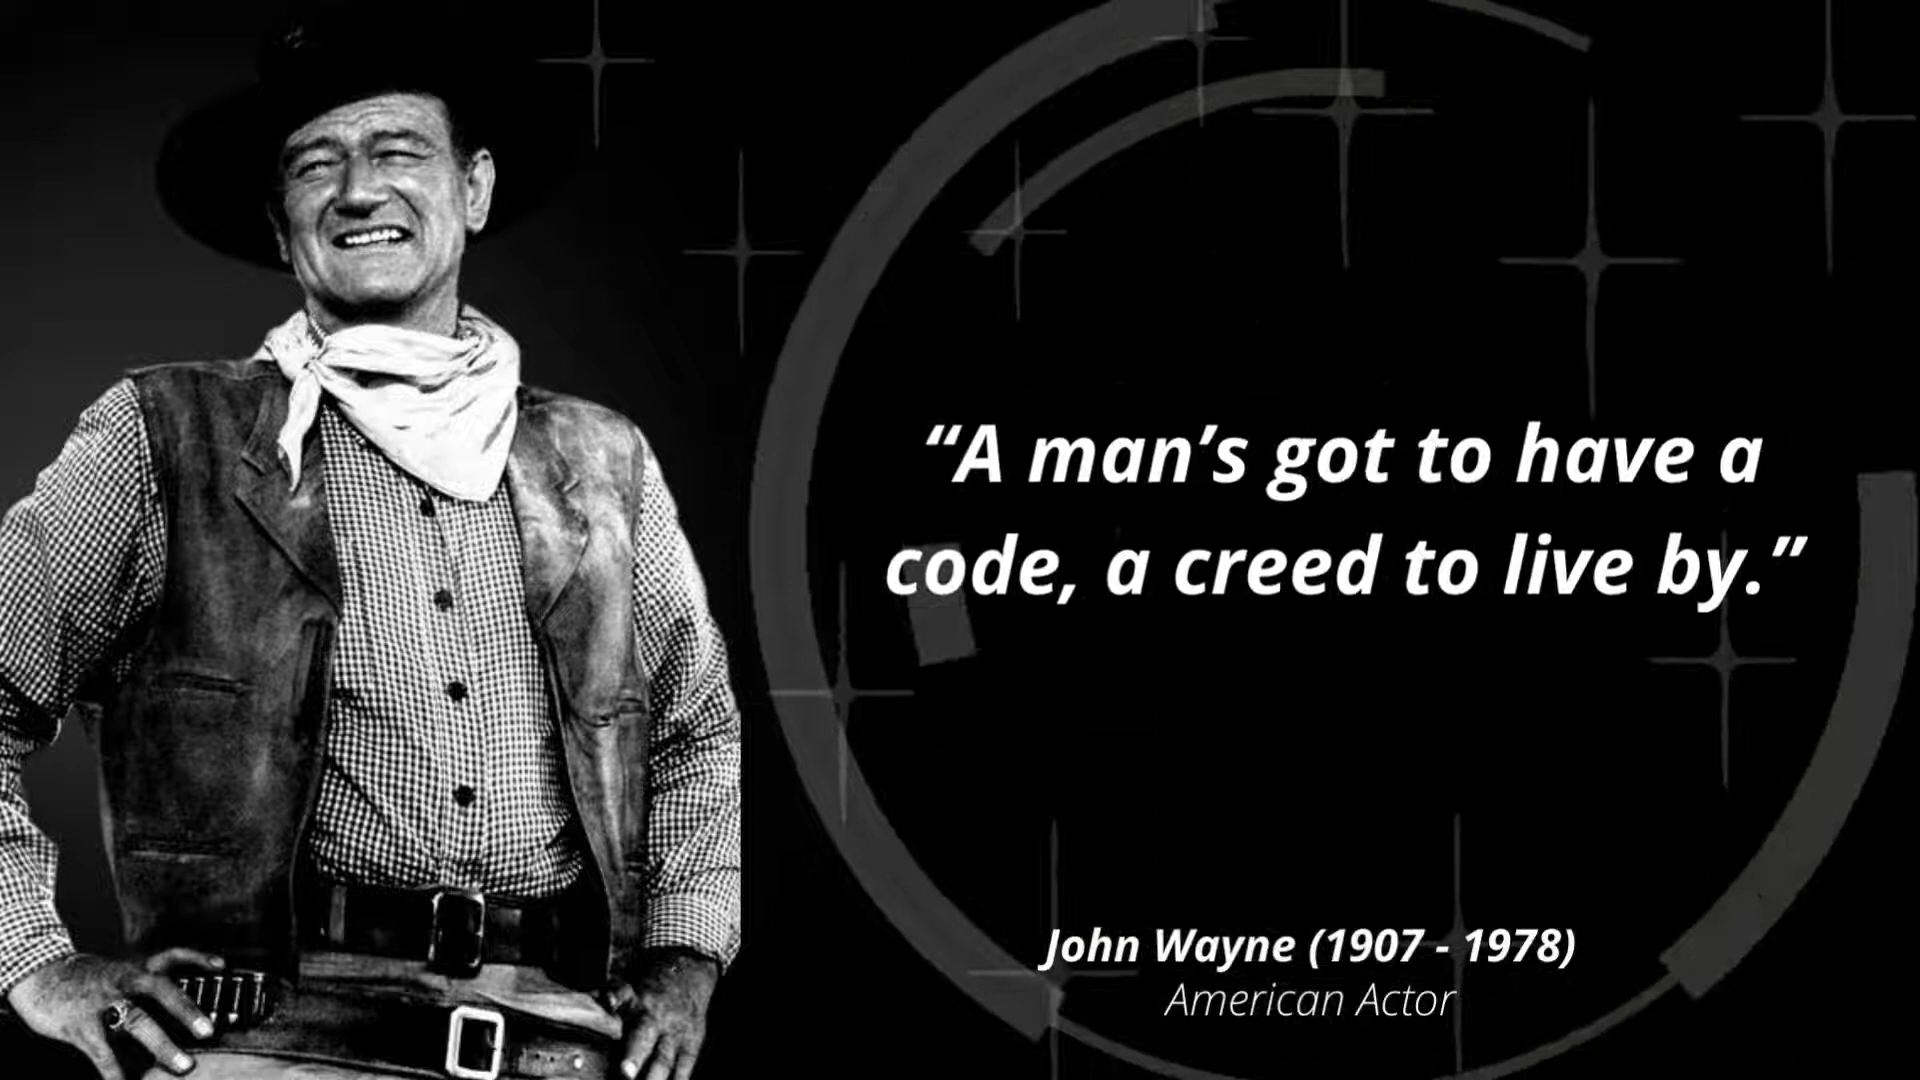 “A man’s got to have a
code, a creed to live by.”
John Wayne (1907 - 1978)
American Actor